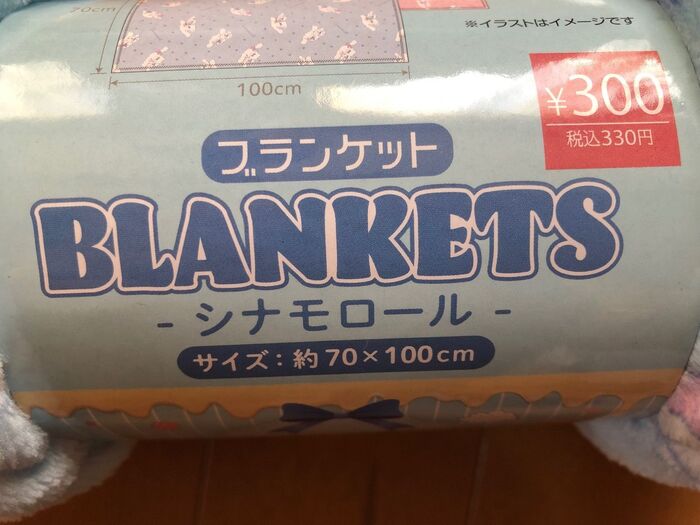 70cm
※イラストはイメージです
100cm
¥300
税込330円
ブランケット
BLANKETS
- シナモロール -
サイズ：約70×100cm